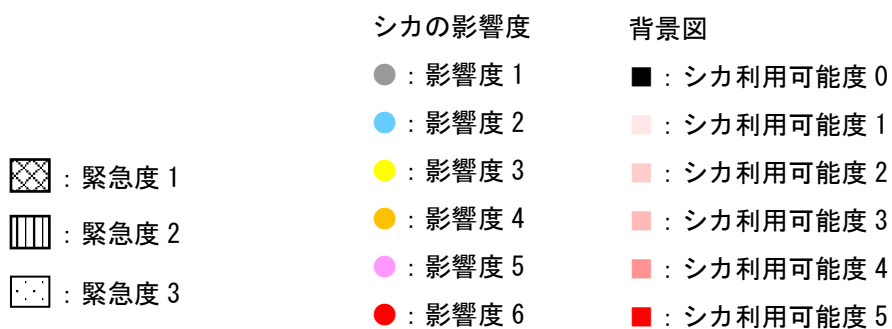 シカの影響度
：影響度 1
：影響度 2
：影響度 3
：影響度 4
：影響度 5
：影響度 6
背景図
：シカ利用可能度 0
：シカ利用可能度 1
：シカ利用可能度 2
：シカ利用可能度 3
：シカ利用可能度 4
：シカ利用可能度 5
：緊急度 1
：緊急度 2
：緊急度 3